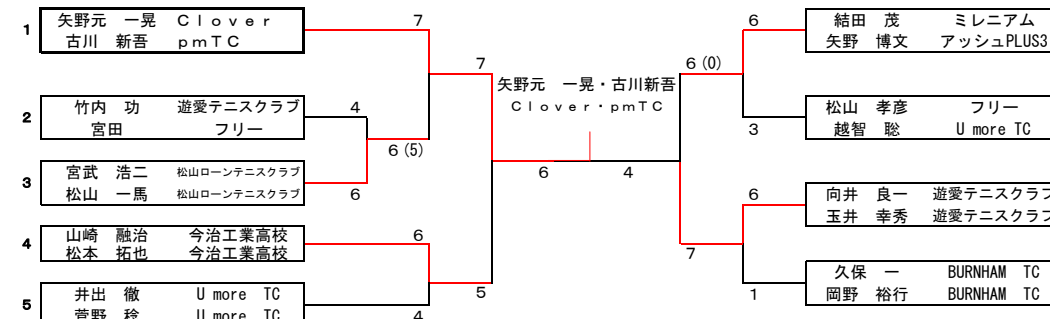 1 矢野元 一晃 Ｃｌｏｖｅｒ
古川 新吾 ｐｍＴＣ
7
2 竹内 功 遊愛テニスクラブ
宮田 フリー
4
3 宮武 浩二 松山ローンテニスクラブ
松山 一馬 松山ローンテニスクラブ
6
6(5)
7
4 山崎 融治 今治工業高校
松本 拓也 今治工業高校
6
5 井出 徹 U more TC
菅野 稔 U more TC
4
5
矢野元 一晃・古川新吾
Ｃｌｏｖｅｒ・ｐｍＴＣ
6 4
6(0)
7
6
結田 茂 ミレニアム
矢野 博文 アッシュPLUS3
3
松山 孝彦 フリー
越智 聡 U more TC
6
向井 良一 遊愛テニスクラブ
玉井 幸秀 遊愛テニスクラブ
1
久保 一 BURNHAM TC
岡野 裕行 BURNHAM TC